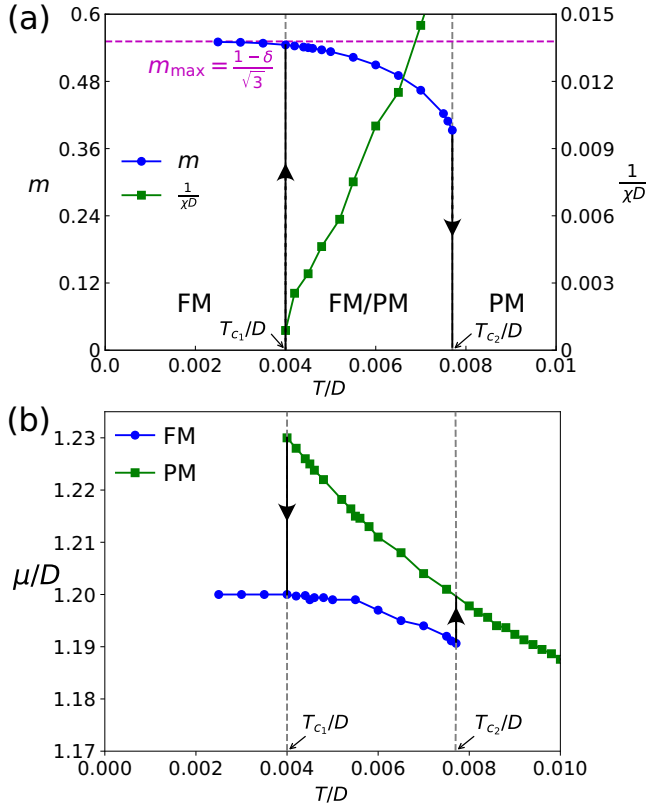 (a)
0.6
0.48
0.36
0.24
0.12
0
m
0.015
0.012
0.009
0.006
0.003
0
1/χD
m_max = (1 − δ)/√3
m
1/χD
FM
FM/PM
PM
T_c₁/D
T_c₂/D
0.0
0.002
0.004
0.006
0.008
0.01
T/D
(b)
1.23
1.22
1.21
1.20
1.19
1.18
1.17
μ/D
FM
PM
T_c₁/D
T_c₂/D
0.000
0.002
0.004
0.006
0.008
0.010
T/D